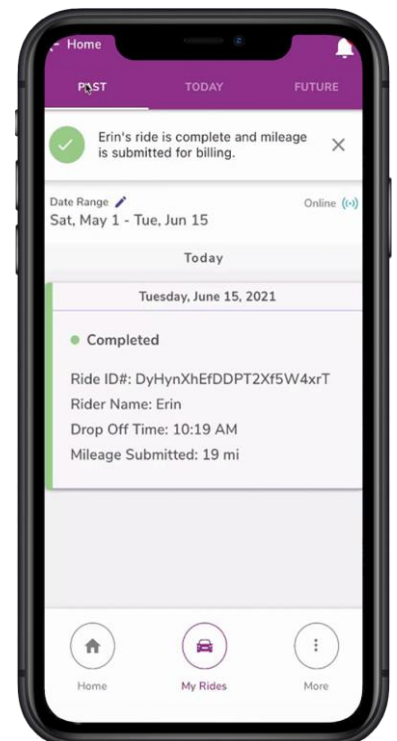 Home
PAST TODAY FUTURE
Erin's ride is complete and mileage
is submitted for billing.
Date Range Online
Sat, May 1 - Tue, Jun 15
Today
Tuesday, June 15, 2021
Completed
Ride ID#: DyHynXhEfDDPT2Xf5W4xrT
Rider Name: Erin
Drop Off Time: 10:19 AM
Mileage Submitted: 19 mi
Home My Rides More